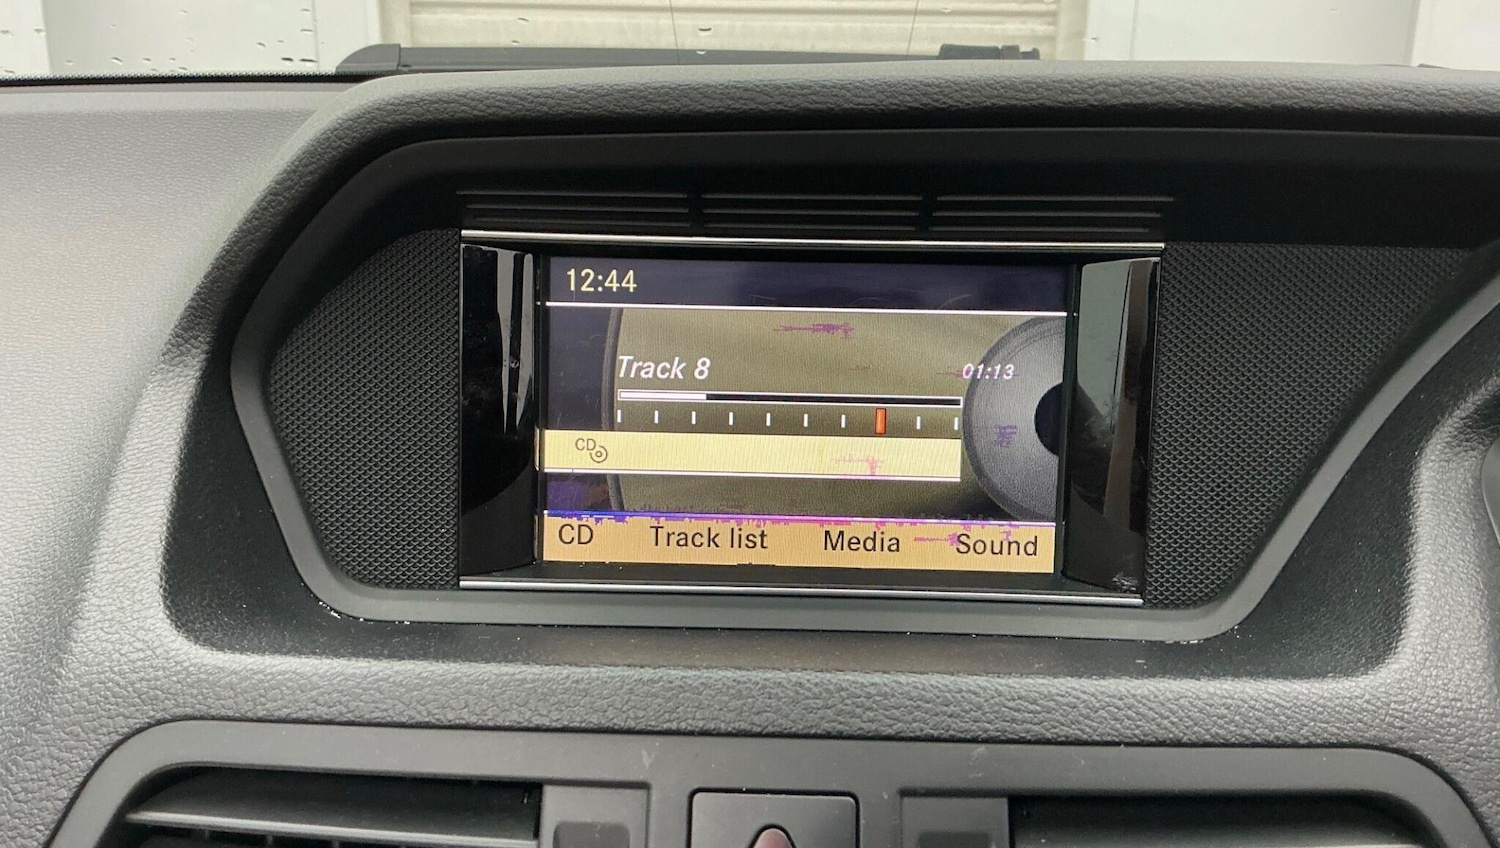 12:44
Track 8 01:13
CD
CD Track list Media Sound